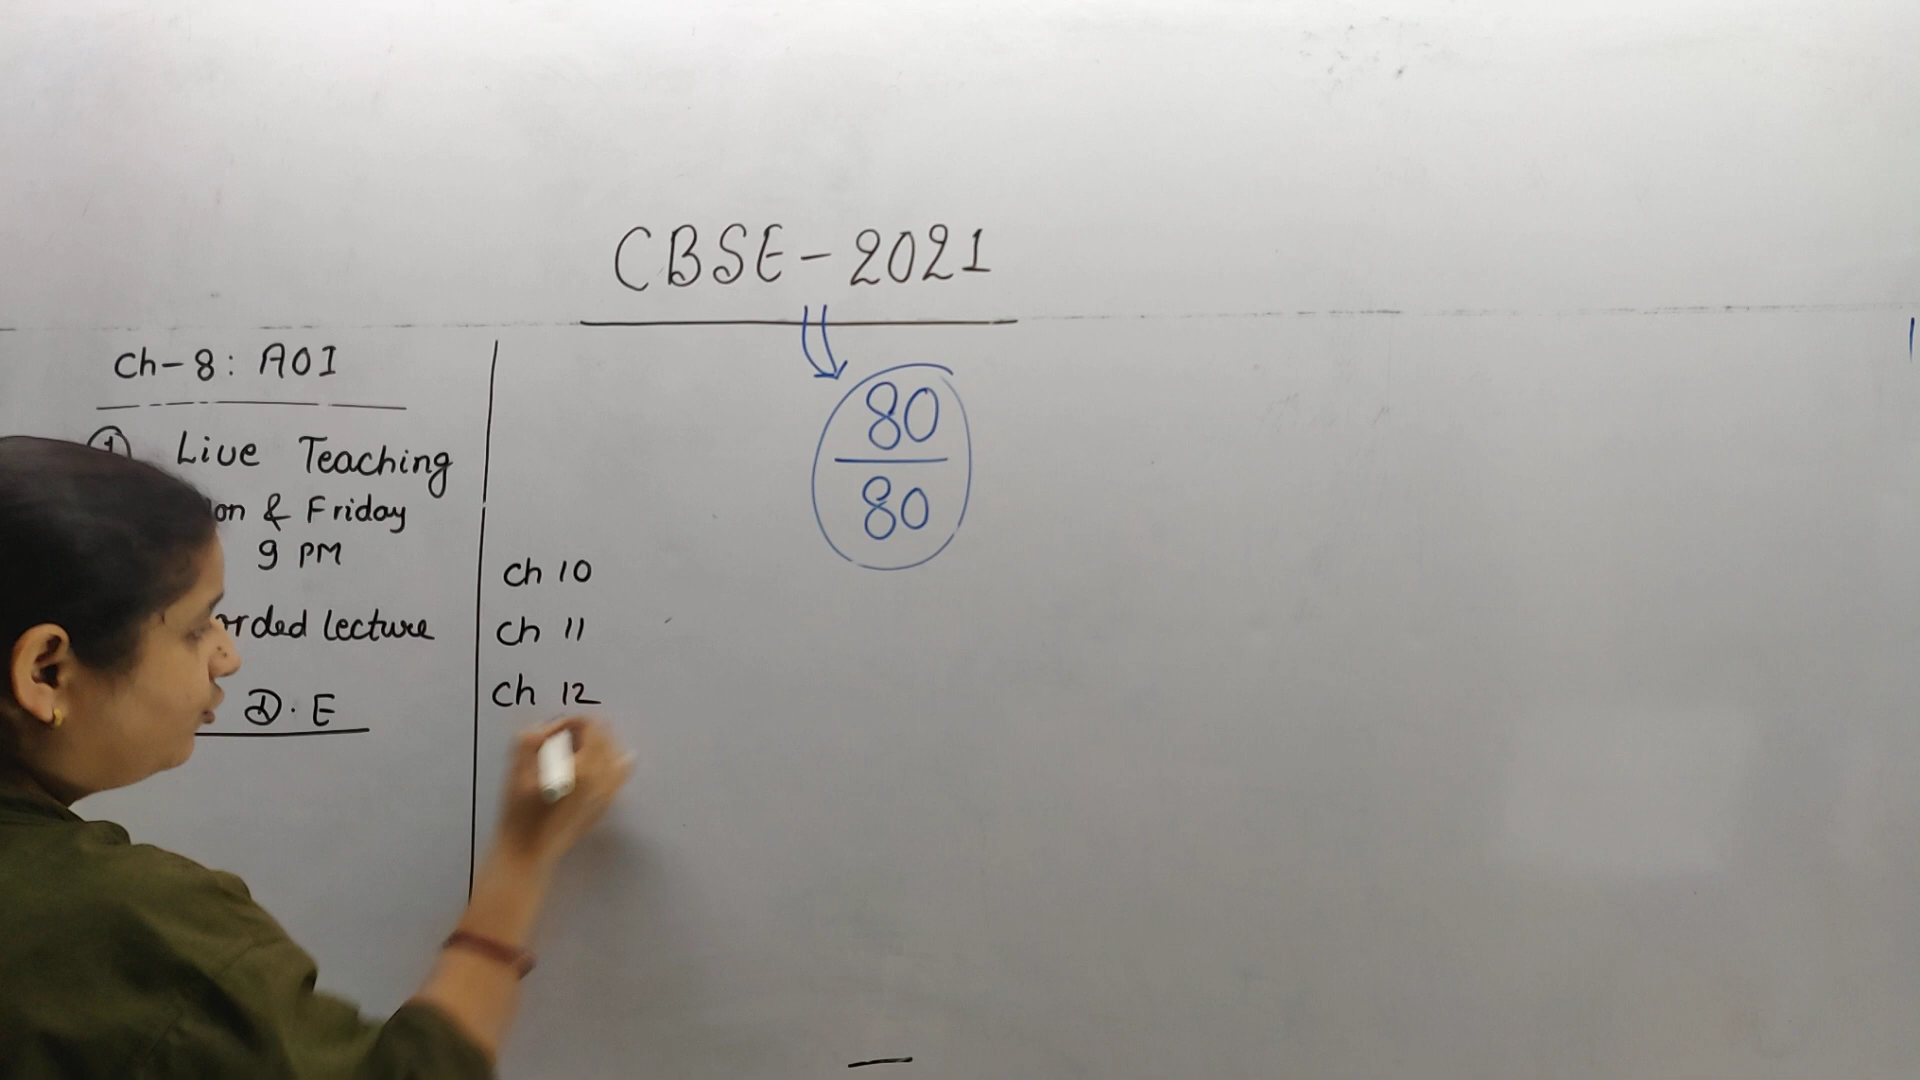 CBSE - 2021
80
80
Ch - 8 : AOI
① Live Teaching
& Friday
9 PM
lecture
D. E
Ch 10
Ch 11
Ch 12